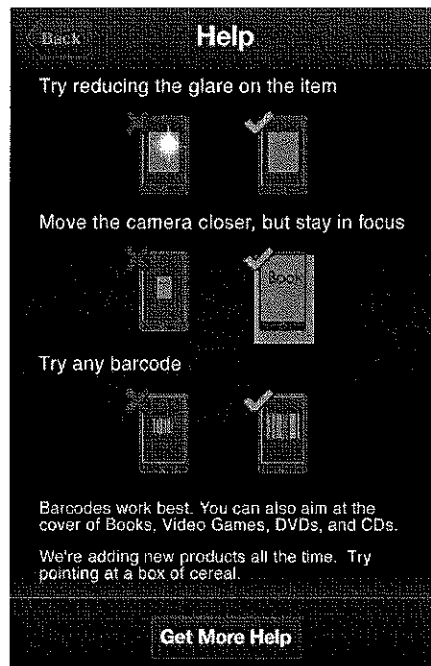 Back
Help
Try reducing the glare on the item
Move the camera closer, but stay in focus
BOOK
Try any barcode
Barcodes work best. You can also aim at the
cover of Books, Video Games, DVDs, and CDs.
We're adding new products all the time. Try
pointing at a box of cereal.
Get More Help